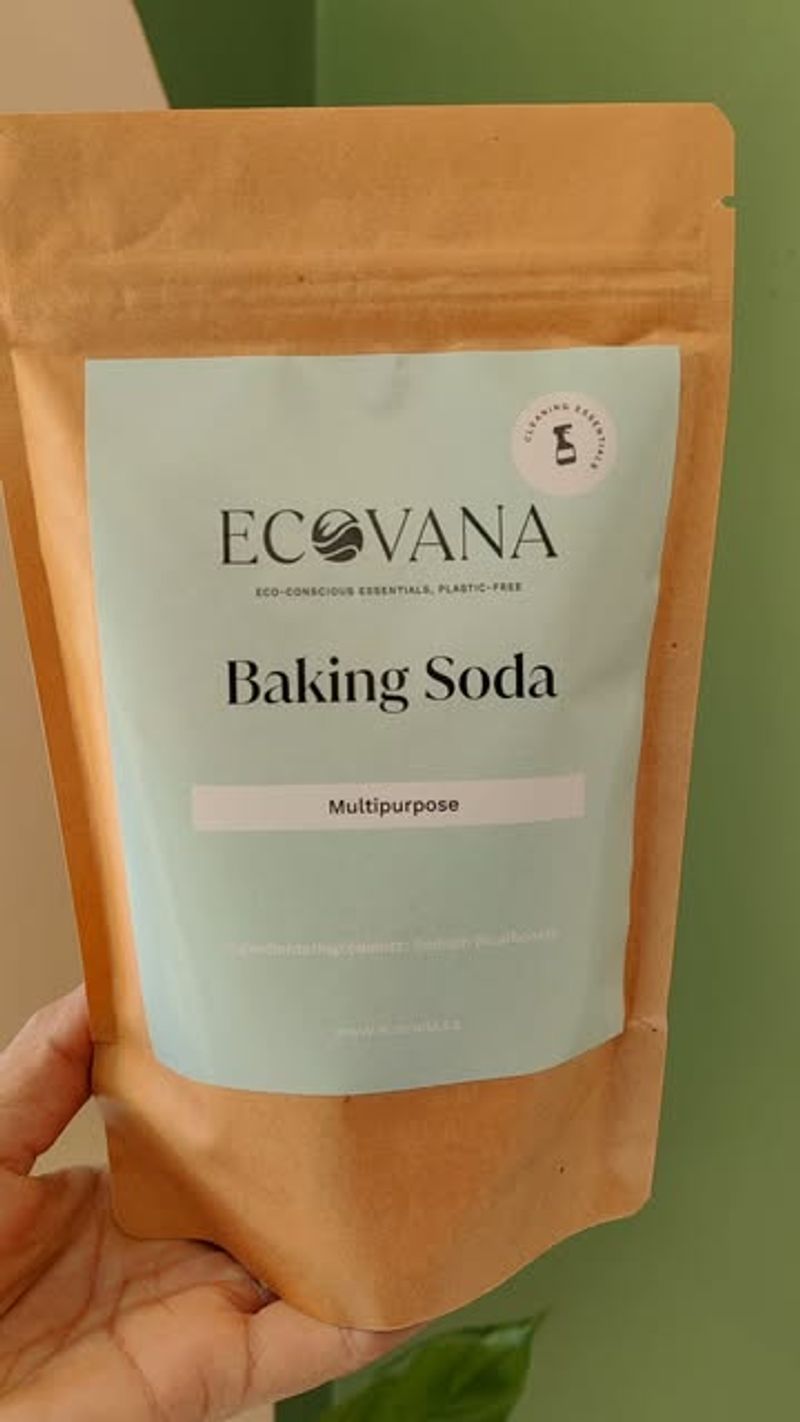 CLEANING ESSENTIALS
ECOVANA
ECO-CONSCIOUS ESSENTIALS, PLASTIC-FREE
Baking Soda
Multipurpose